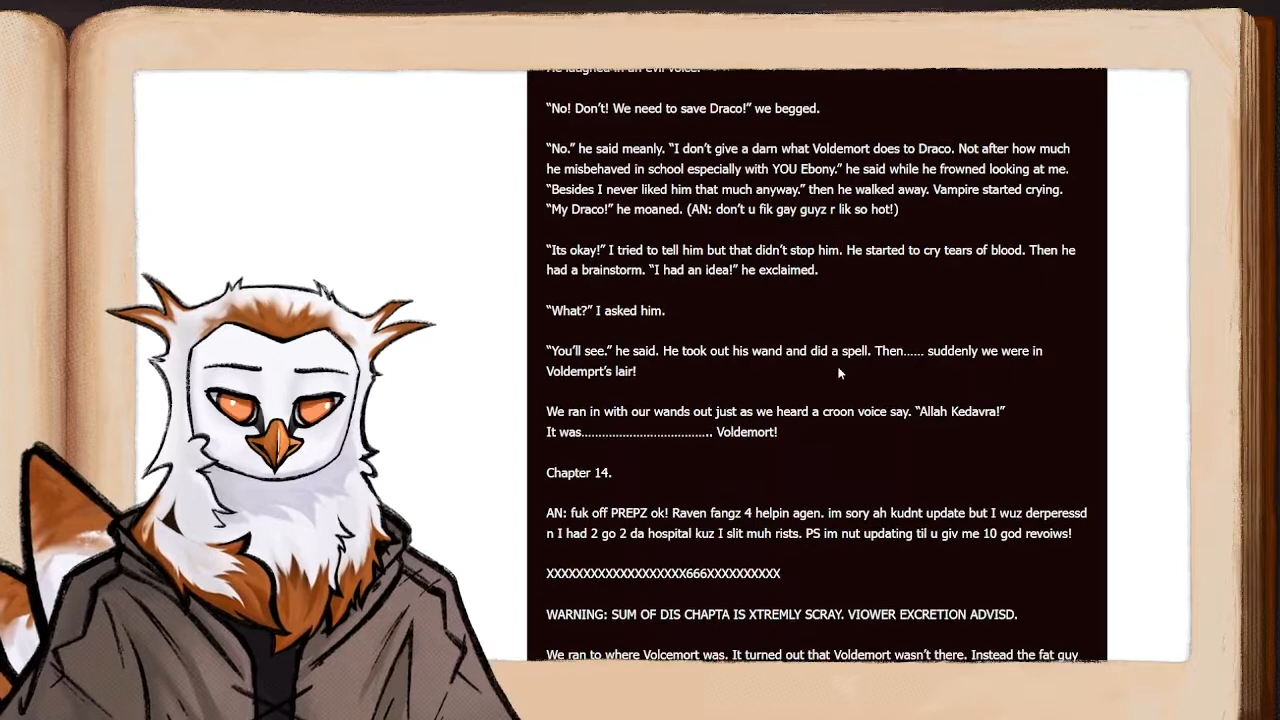 He laughed in an evil voice.
“No! Don’t! We need to save Draco!” we begged.
“No.” he said meanly. “I don’t give a darn what Voldemort does to Draco. Not after how much
he misbehaved in school especially with YOU Ebony.” he said while he frowned looking at me.
“Besides I never liked him that much anyway.” then he walked away. Vampire started crying.
“My Draco!” he moaned. (AN: don’t u fik gay guyz r lik so hot!)
“Its okay!” I tried to tell him but that didn’t stop him. He started to cry tears of blood. Then he
had a brainstorm. “I had an idea!” he exclaimed.
“What?” I asked him.
“You’ll see.” he said. He took out his wand and did a spell. Then…… suddenly we were in
Voldemprt’s lair!
We ran in with our wands out just as we heard a croon voice say. “Allah Kedavra!”
It was……………………………….. Voldemort!
Chapter 14.
AN: fuk off PREPZ ok! Raven fangz 4 helpin agen. im sory ah kudnt update but I wuz derperessd
n I had 2 go 2 da hospital kuz I slit muh rists. PS im nut updating til u giv me 10 god revoiws!
XXXXXXXXXXXXXXXXXXX666XXXXXXXXXX
WARNING: SUM OF DIS CHAPTA IS XTREMLY SCRAY. VIOWER EXCRETION ADVISD.
We ran to where Volcemort was. It turned out that Voldemort wasn’t there. Instead the fat guy